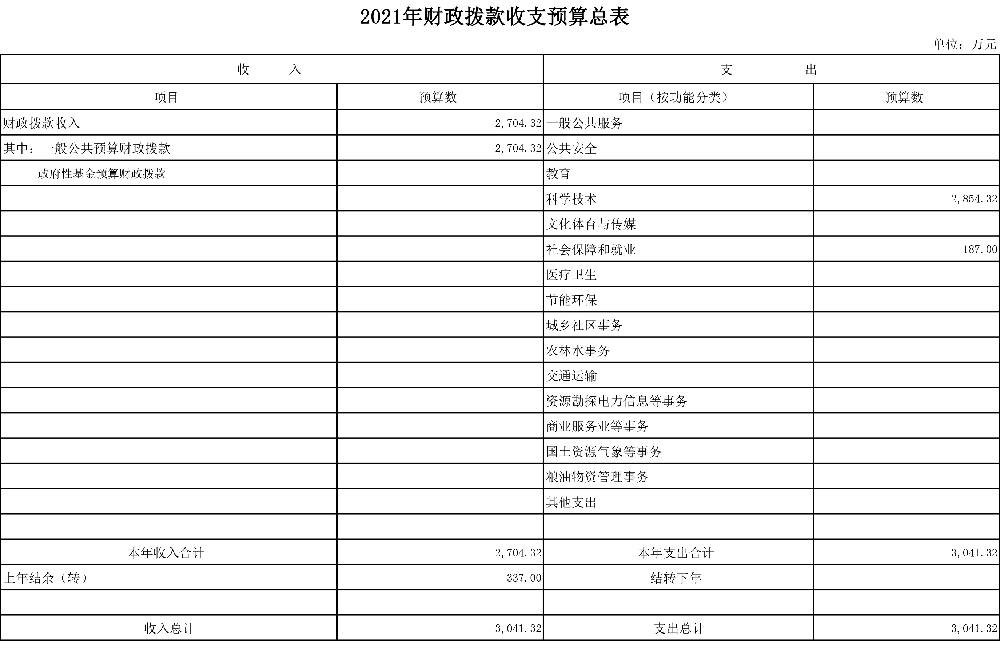 2021年财政拨款收支预算总表
单位：万元
收 入 支 出
项目 预算数 项目（按功能分类） 预算数
财政拨款收入 2,704.32 一般公共服务
其中：一般公共预算财政拨款 2,704.32 公共安全
政府性基金预算财政拨款 教育
科学技术 2,854.32
文化体育与传媒
社会保障和就业 187.00
医疗卫生
节能环保
城乡社区事务
农林水事务
交通运输
资源勘探电力信息等事务
商业服务业等事务
国土资源气象等事务
粮油物资管理事务
其他支出
本年收入合计 2,704.32 本年支出合计 3,041.32
上年结余（转） 337.00 结转下年
收入总计 3,041.32 支出总计 3,041.32